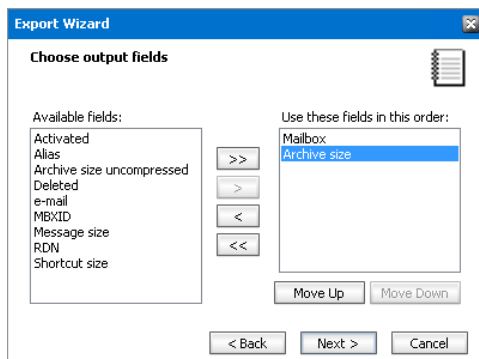 Export Wizard
Choose output fields
Available fields:
Activated
Alias
Archive size uncompressed
Deleted
e-mail
MBXID
Message size
RDN
Shortcut size
>>
>
<
<<
Use these fields in this order:
Mailbox
Archive size
Move Up
Move Down
< Back
Next >
Cancel